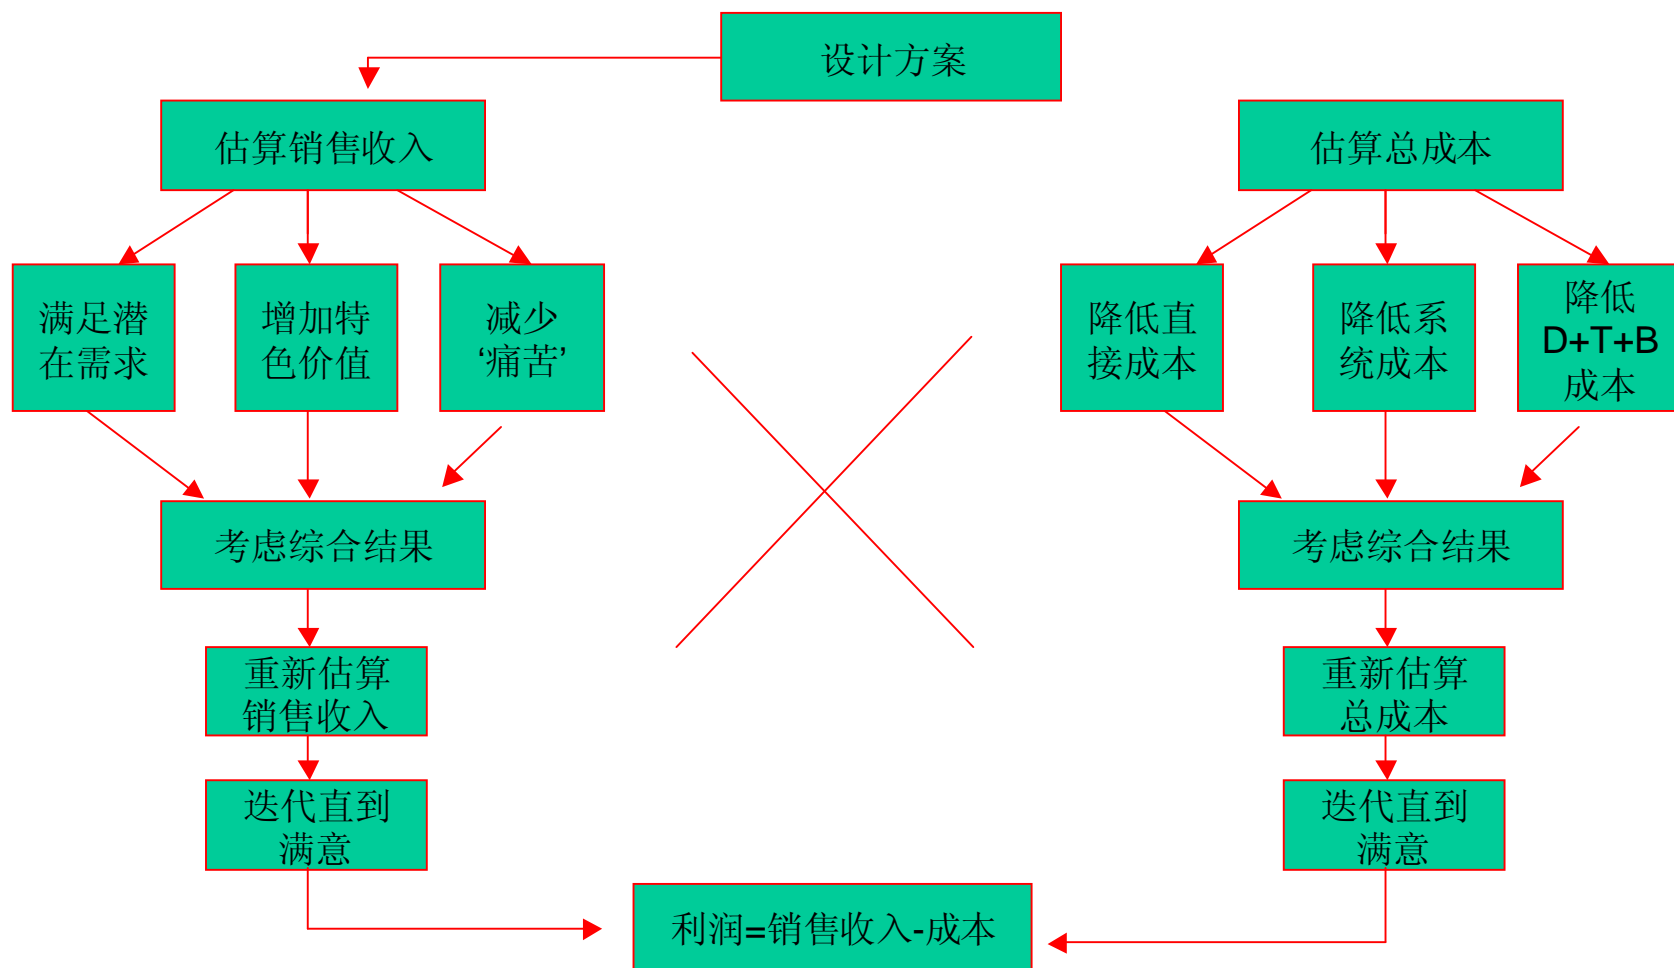 设计方案
估算销售收入
估算总成本
满足潜
在需求
增加特
色价值
减少
‘痛苦’
降低直
接成本
降低系
统成本
降低
D+T+B
成本
考虑综合结果
考虑综合结果
重新估算
销售收入
重新估算
总成本
迭代直到
满意
迭代直到
满意
利润=销售收入-成本